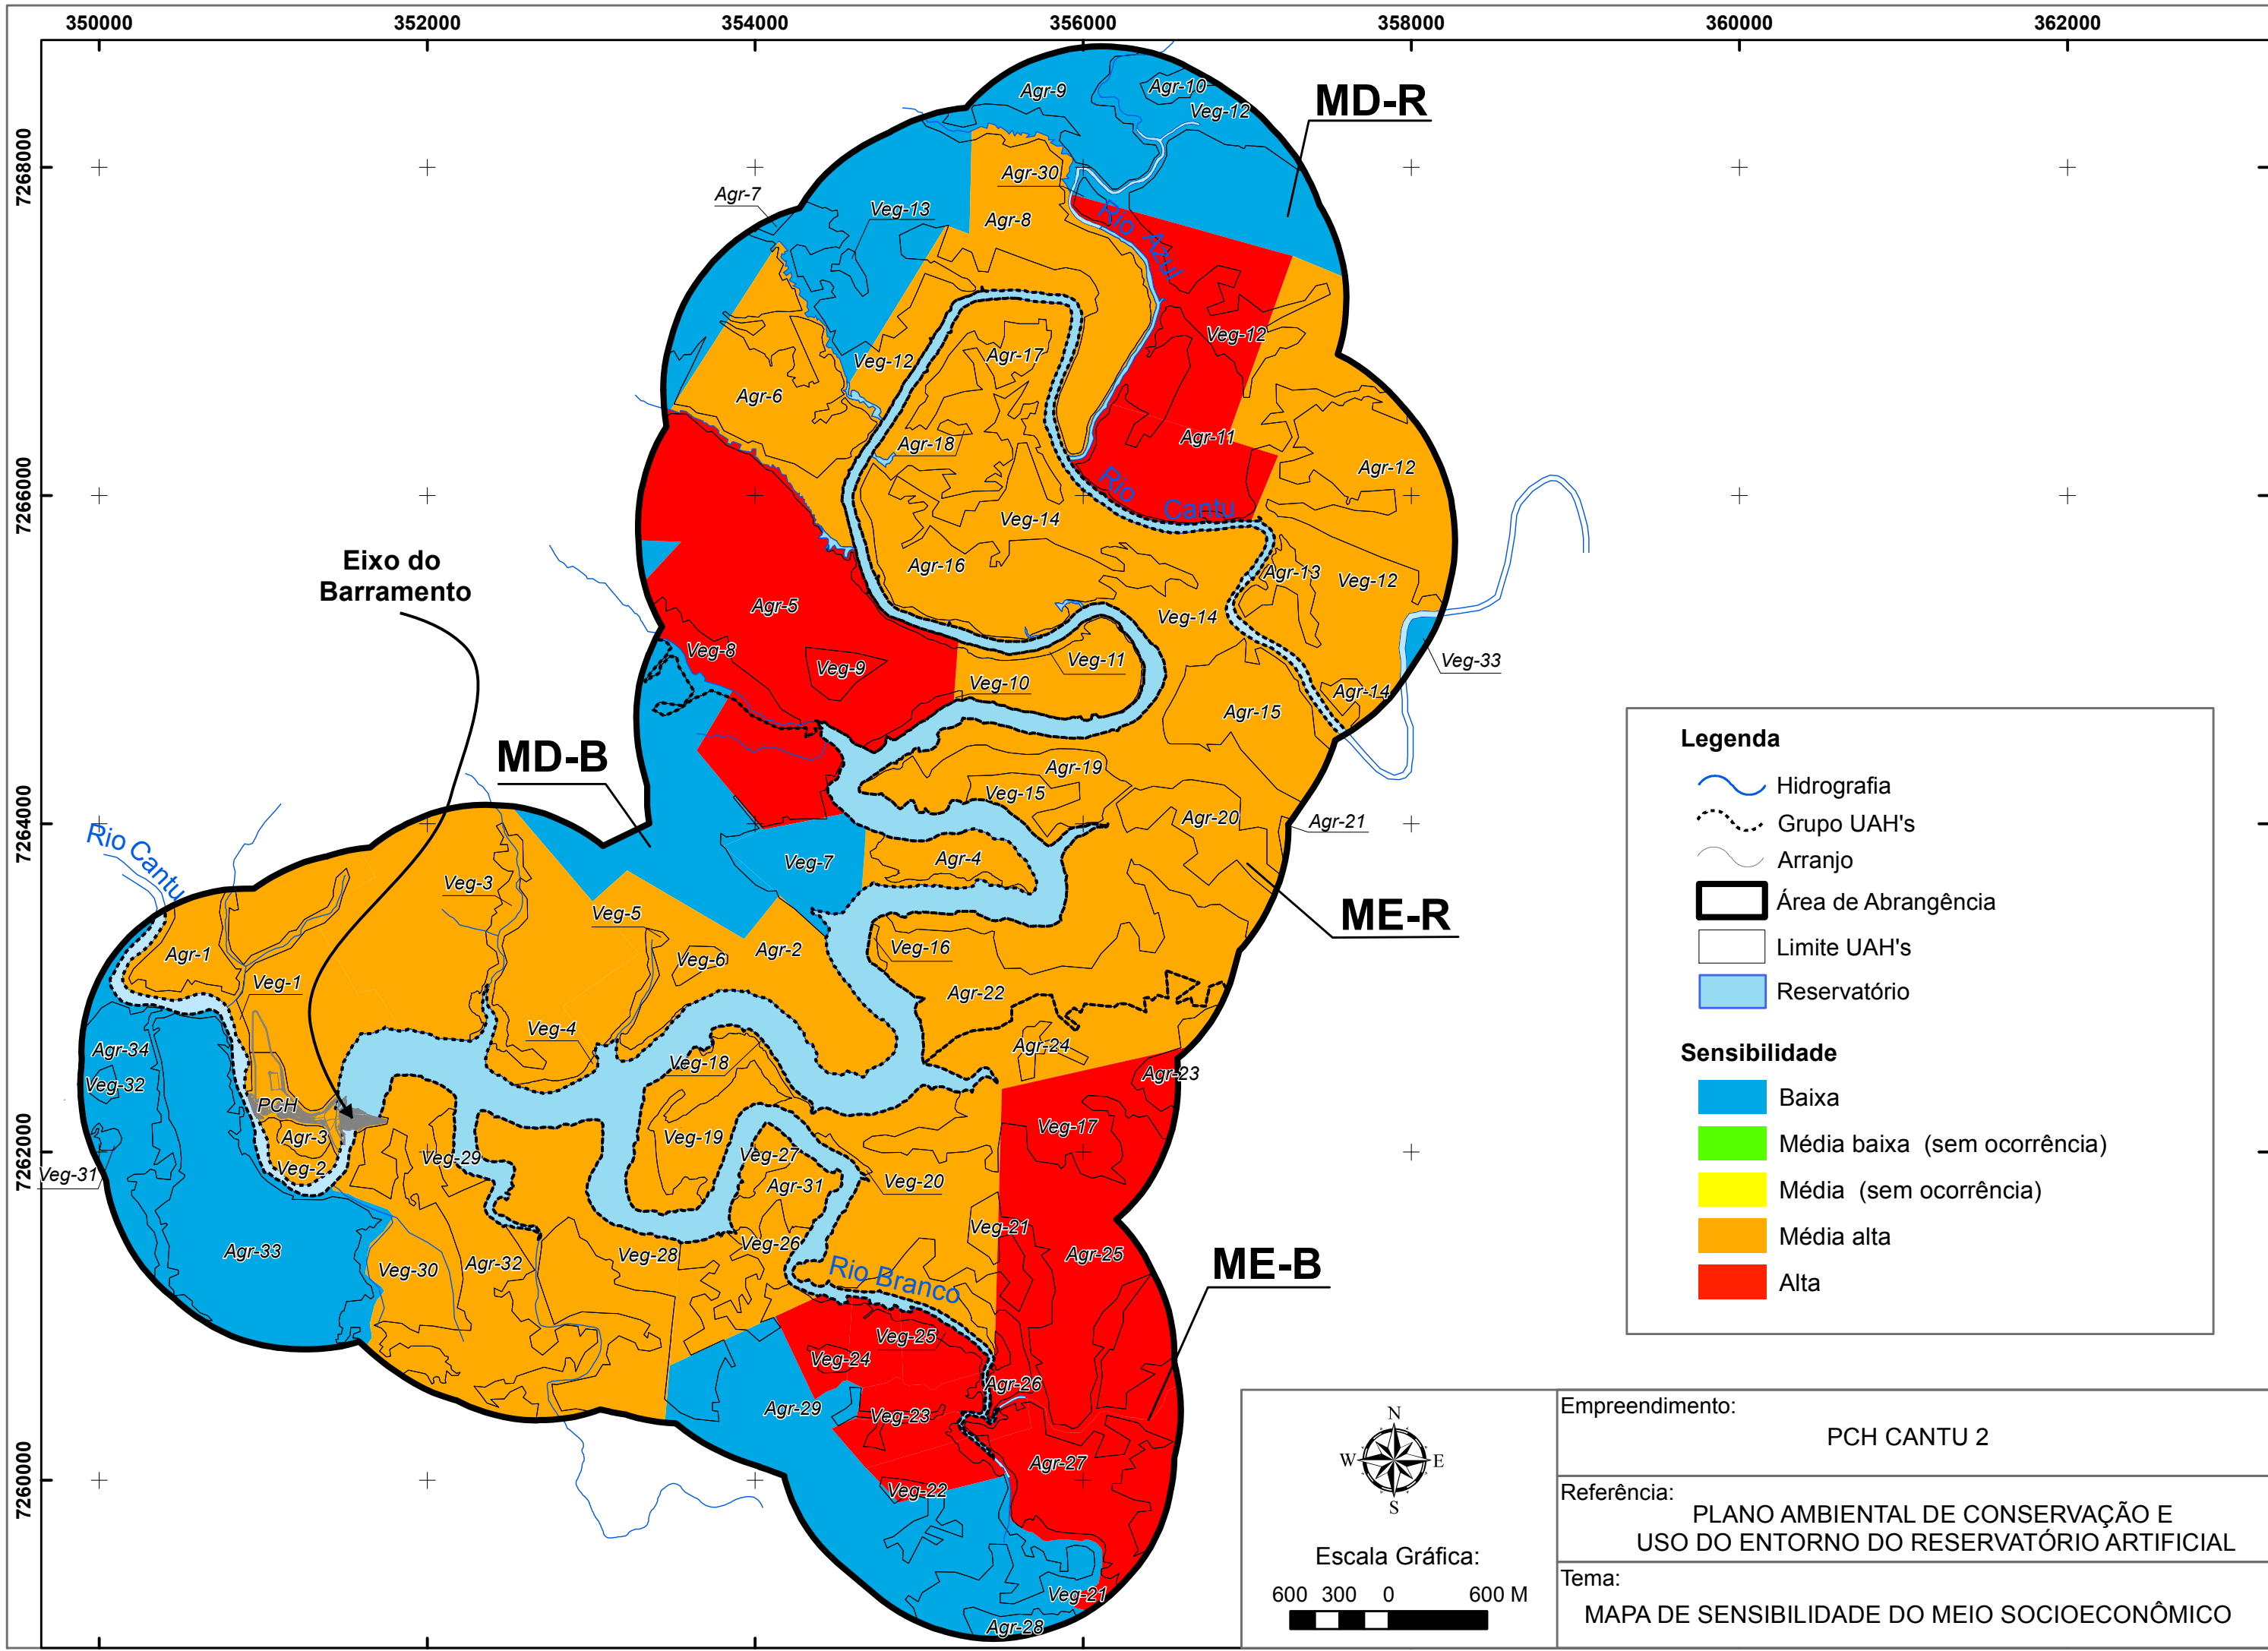 350000 352000 354000 356000 358000 360000 362000
7268000
7266000
7264000
7262000
7260000
Agr-9
Agr-10
Veg-12
MD-R
Agr-30
Agr-7
Veg-13
Agr-8
Rio Azul
Veg-12
Veg-12
Agr-17
Agr-6
Agr-18
Agr-11
Agr-12
Rio Cantu
Veg-14
Eixo do
Barramento
Agr-16
Agr-13
Veg-12
Agr-5
Veg-14
Veg-8
Veg-9
Veg-11
Veg-33
Veg-10
Agr-14
Agr-15
MD-B
Agr-19
Veg-15
Agr-20
Agr-21
Rio Cantu
Agr-4
Veg-7
Veg-3
Veg-5
ME-R
Agr-1
Veg-6
Agr-2
Veg-16
Veg-1
Agr-22
Veg-4
Agr-34
Veg-18
Agr-24
Veg-32
Agr-23
PCH
Agr-3
Veg-19
Veg-17
Veg-2
Veg-29
Veg-27
Veg-31
Agr-31
Veg-20
Veg-21
Agr-33
Veg-26
Veg-28
Agr-25
Veg-30
Agr-32
Rio Branco
ME-B
Veg-25
Veg-24
Agr-26
Agr-29
Veg-23
Agr-27
Veg-22
Veg-21
Agr-28
Legenda
Hidrografia
Grupo UAH's
Arranjo
Área de Abrangência
Limite UAH's
Reservatório
Sensibilidade
Baixa
Média baixa (sem ocorrência)
Média (sem ocorrência)
Média alta
Alta
N
W E
S
Escala Gráfica:
600 300 0 600 M
Empreendimento:
PCH CANTU 2
Referência:
PLANO AMBIENTAL DE CONSERVAÇÃO E
USO DO ENTORNO DO RESERVATÓRIO ARTIFICIAL
Tema:
MAPA DE SENSIBILIDADE DO MEIO SOCIOECONÔMICO